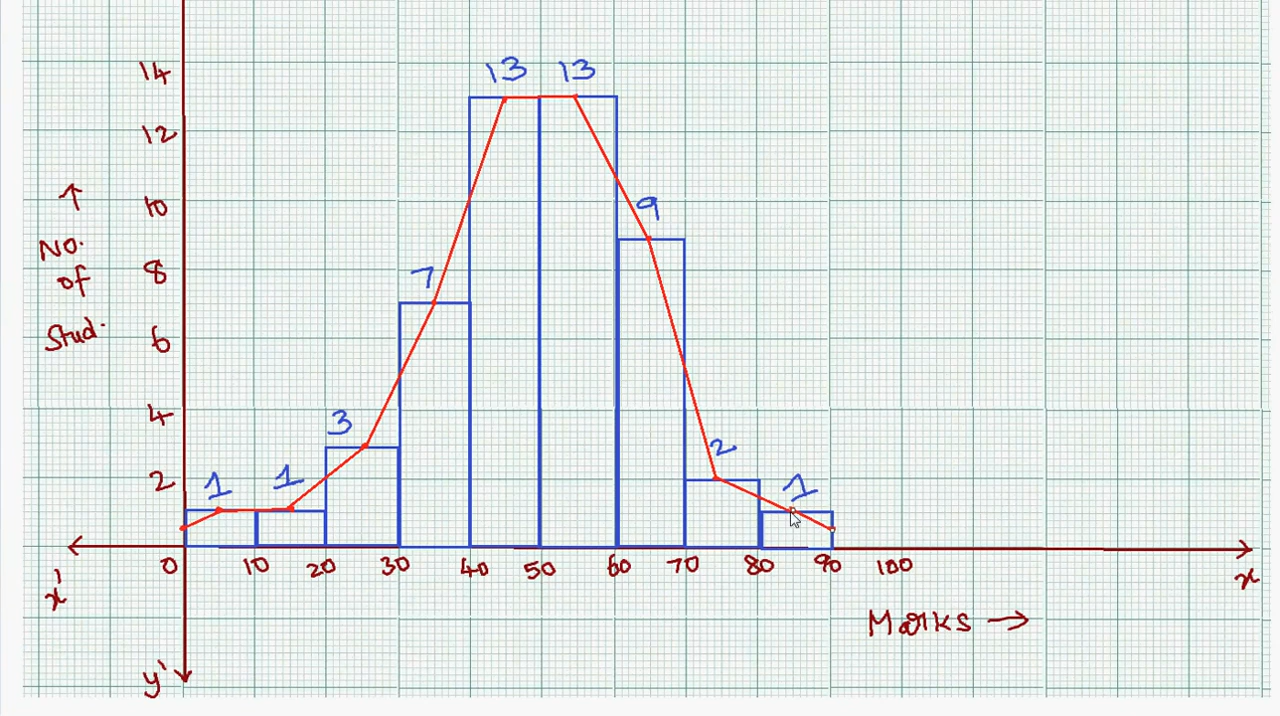 14
13 13
12
↑
10
9
No.
of
8
7
Stud.
6
4
3
2
1 1
2
1
0 10 20 30 40 50 60 70 80 90 100
x'
x
Marks →
y'